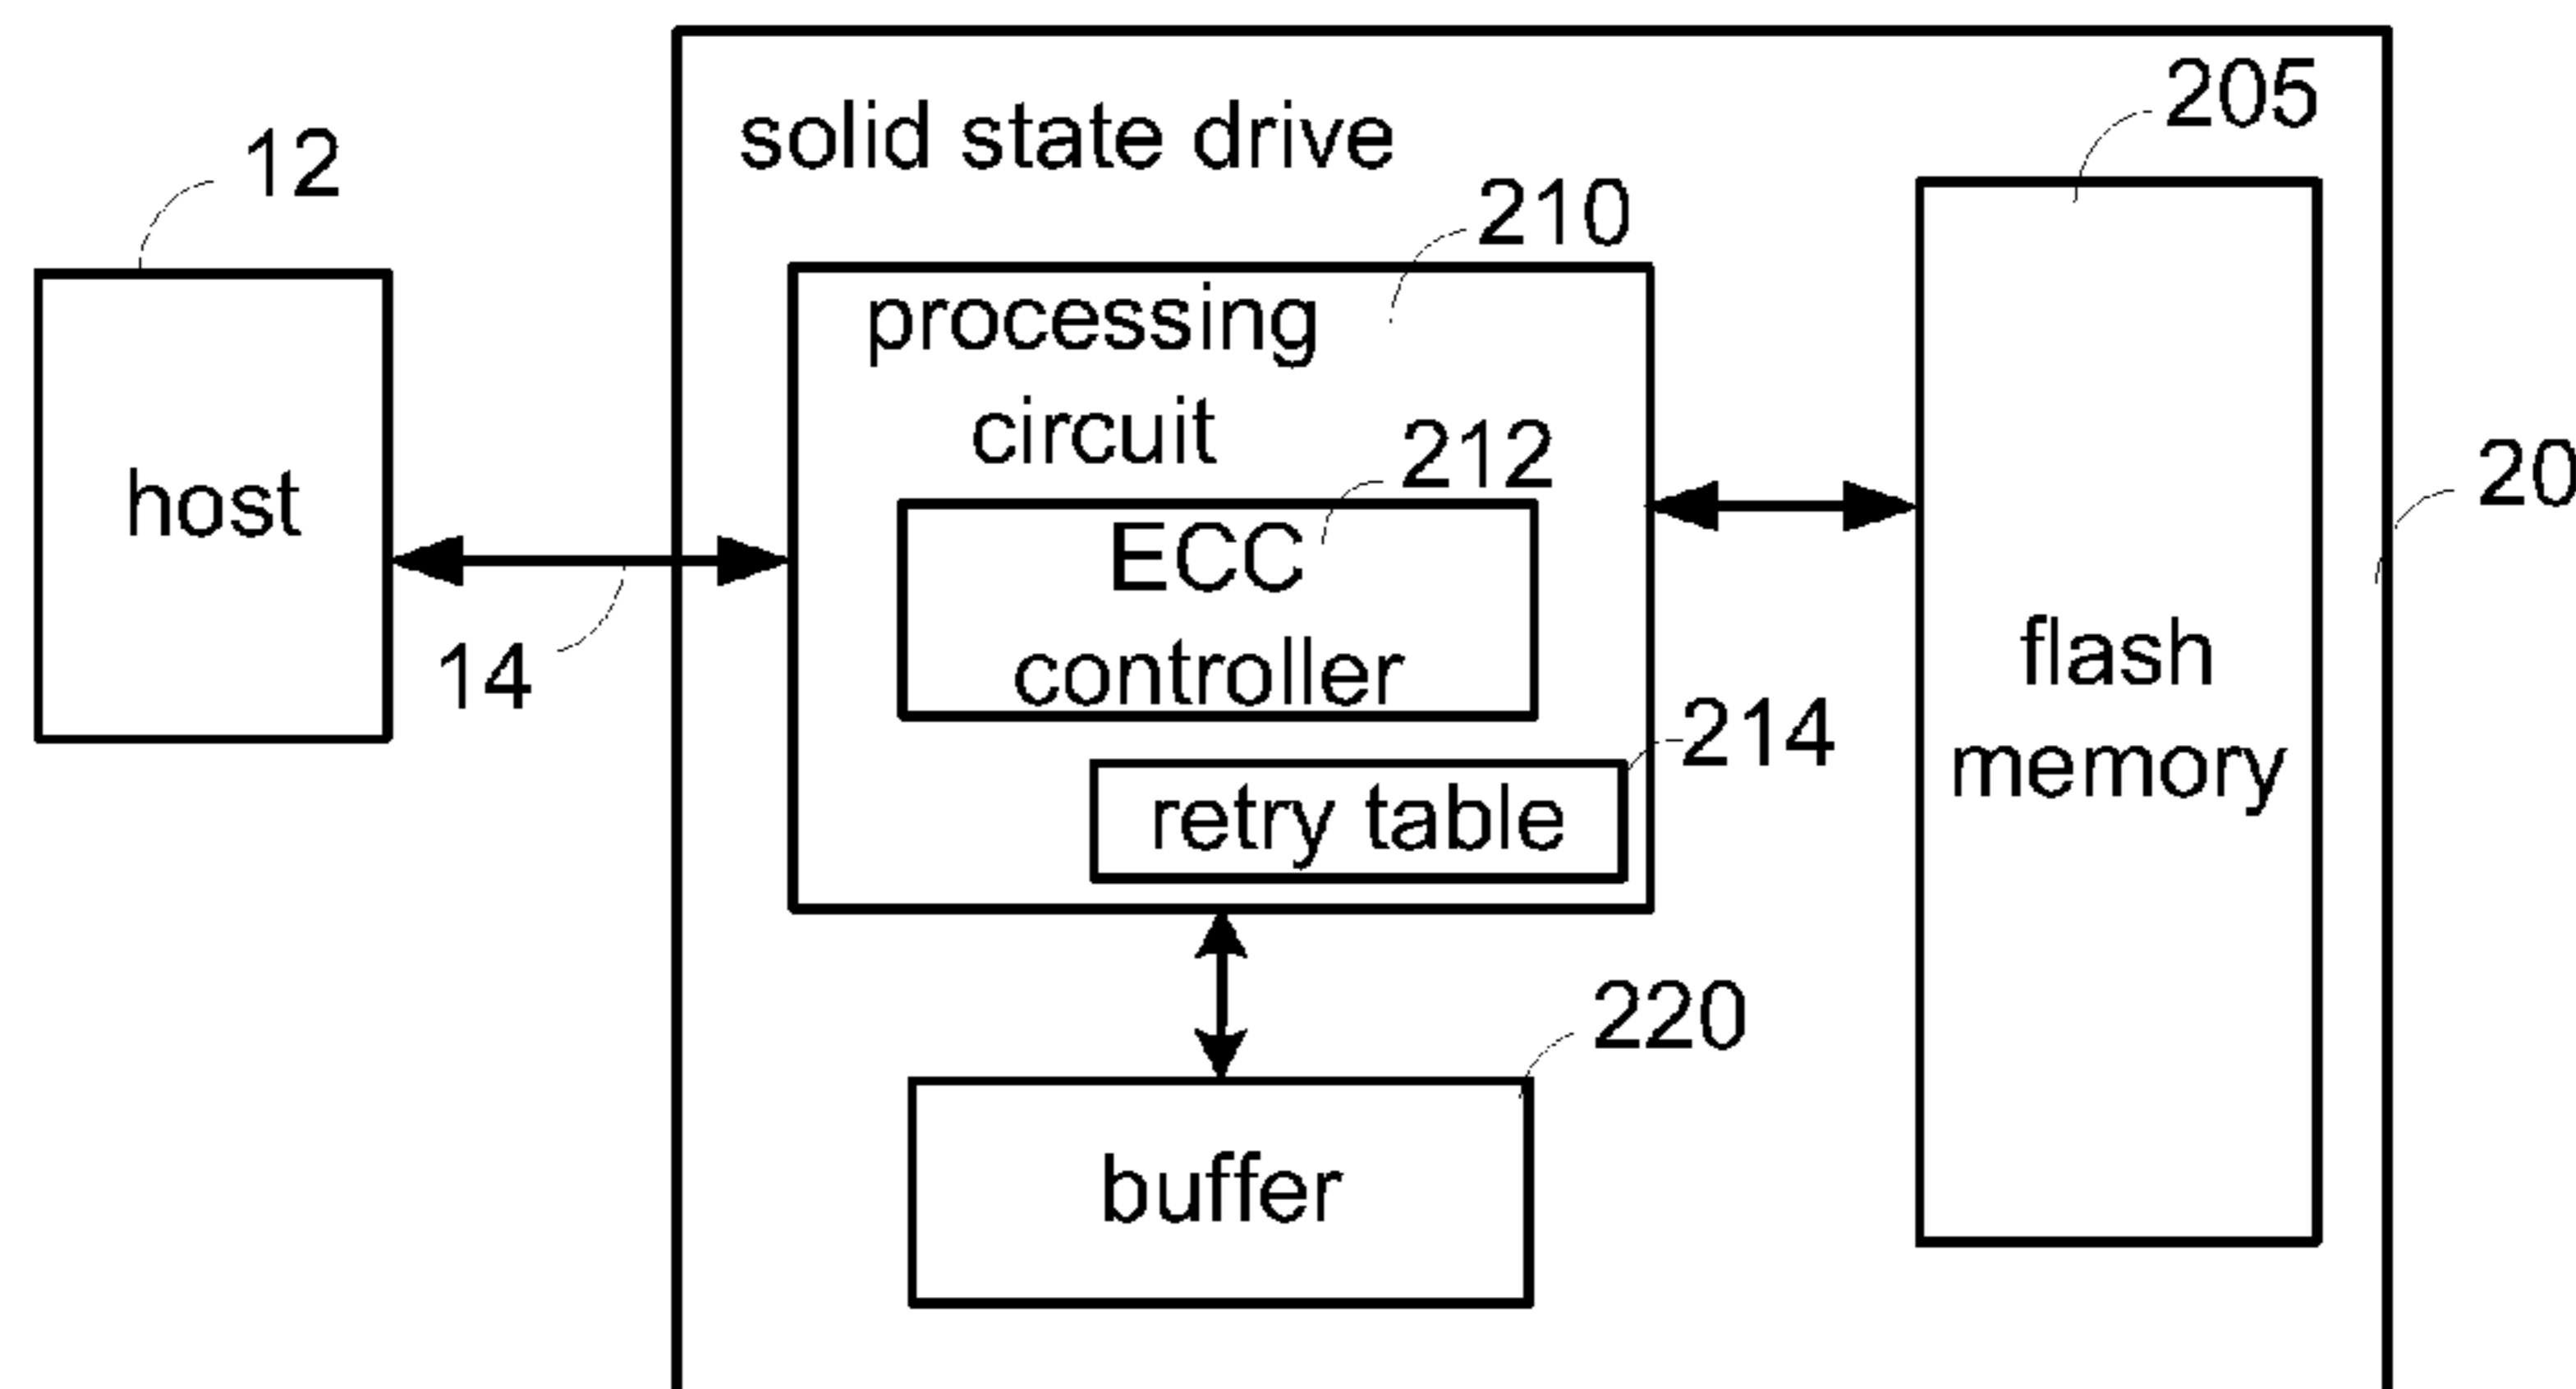 solid state drive
205
12
210
processing
circuit
212
20
host
ECC
controller
14
214
flash
memory
retry table
220
buffer